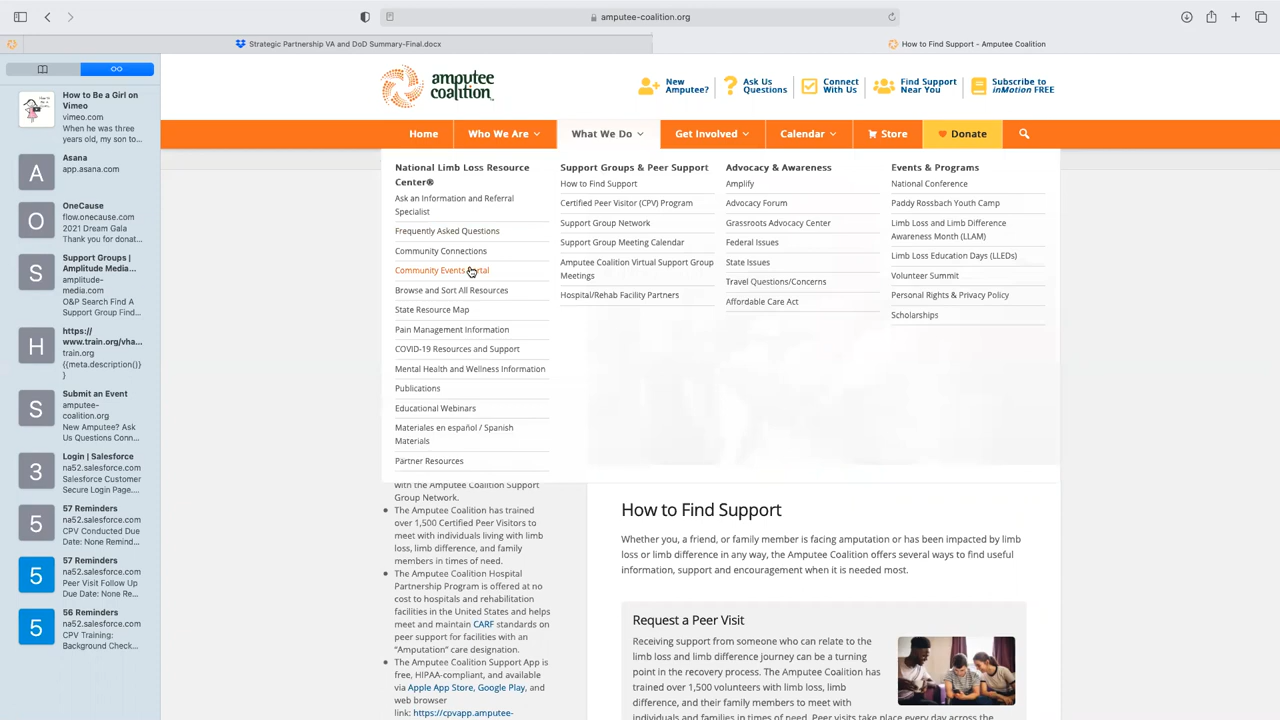 amputee-coalition.org
Strategic Partnership VA and DoD Summary-Final.docx
How to Find Support - Amputee Coalition
How to Be a Girl on
Vimeo
vimeo.com
When he was three
years old, my son to...
A
Asana
app.asana.com
O
OneCause
flow.onecause.com
2021 Dream Gala
Thank you for donat...
S
Support Groups |
Amplitude Media...
amplitude-
media.com
O&P Search Find A
Support Group Find...
H
https://
www.train.org/vha...
train.org
{{meta.description()}
}
S
Submit an Event
amputee-
coalition.org
New Amputee? Ask
Us Questions Conn...
3
Login | Salesforce
na52.salesforce.com
Salesforce Customer
Secure Login Page....
5
57 Reminders
na52.salesforce.com
CPV Conducted Due
Date: None Remind...
5
57 Reminders
na52.salesforce.com
Peer Visit Follow Up
Due Date: None Re...
5
56 Reminders
na52.salesforce.com
CPV Training:
Background Check...
amputee
coalition
New
Amputee?
Ask Us
Questions
Connect
With Us
Find Support
Near You
Subscribe to
inMotion FREE
Home
Who We Are
What We Do
Get Involved
Calendar
Store
Donate
National Limb Loss Resource
Center®
Ask an Information and Referral
Specialist
Frequently Asked Questions
Community Connections
Community Events Portal
Browse and Sort All Resources
State Resource Map
Pain Management Information
COVID-19 Resources and Support
Mental Health and Wellness Information
Publications
Educational Webinars
Materiales en español / Spanish
Materials
Partner Resources
Support Groups & Peer Support
How to Find Support
Certified Peer Visitor (CPV) Program
Support Group Network
Support Group Meeting Calendar
Amputee Coalition Virtual Support Group
Meetings
Hospital/Rehab Facility Partners
Advocacy & Awareness
Amplify
Advocacy Forum
Grassroots Advocacy Center
Federal Issues
State Issues
Travel Questions/Concerns
Affordable Care Act
Events & Programs
National Conference
Paddy Rossbach Youth Camp
Limb Loss and Limb Difference
Awareness Month (LLAM)
Limb Loss Education Days (LLEDs)
Volunteer Summit
Personal Rights & Privacy Policy
Scholarships
with the Amputee Coalition Support
Group Network.
The Amputee Coalition has trained
over 1,500 Certified Peer Visitors to
meet with individuals living with limb
loss, limb difference, and family
members in times of need.
The Amputee Coalition Hospital
Partnership Program is offered at no
cost to hospitals and rehabilitation
facilities in the United States and helps
meet and maintain CARF standards on
peer support for facilities with an
"Amputation" care designation.
The Amputee Coalition Support App is
free, HIPAA-compliant, and available
via Apple App Store, Google Play, and
web browser
link: https://cpvapp.amputee-
How to Find Support
Whether you, a friend, or family member is facing amputation or has been impacted by limb
loss or limb difference in any way, the Amputee Coalition offers several ways to find useful
information, support and encouragement when it is needed most.
Request a Peer Visit
Receiving support from someone who can relate to the
limb loss and limb difference journey can be a turning
point in the recovery process. The Amputee Coalition has
trained over 1,500 volunteers with limb loss, limb
difference, and their family members to meet with
individuals and families in times of need. Peer visits take place every day across the